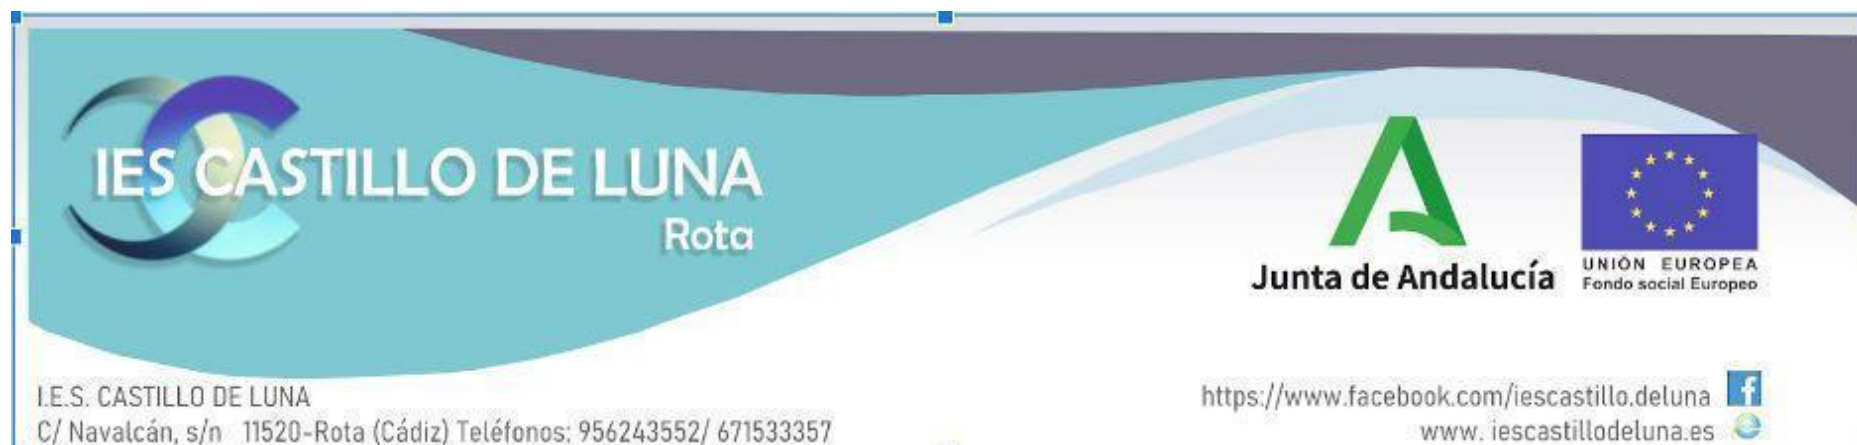 IES CASTILLO DE LUNA
Rota
Junta de Andalucía
UNIÓN EUROPEA
Fondo social Europeo
I.E.S. CASTILLO DE LUNA
C/ Navalcán, s/n 11520-Rota (Cádiz) Teléfonos: 956243552/ 671533357
https://www.facebook.com/iescastillo.deluna
www. iescastillodeluna.es